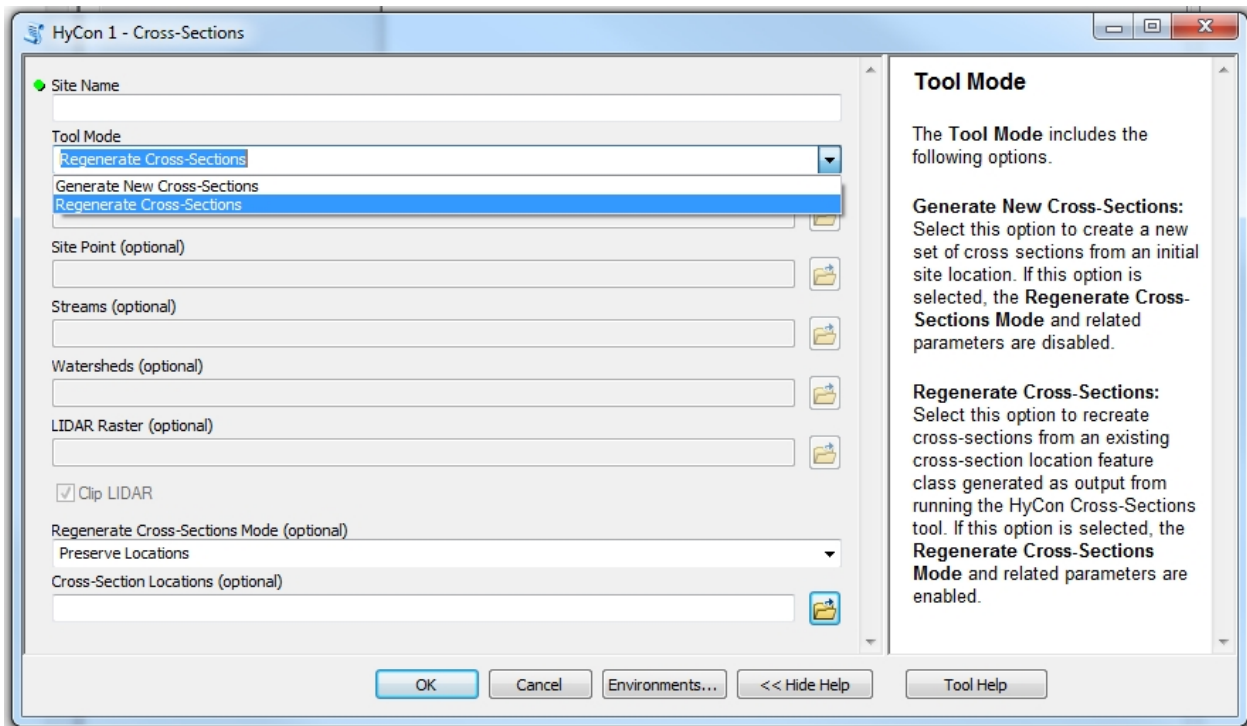 HyCon 1 - Cross-Sections
Site Name
Tool Mode
Regenerate Cross-Sections
Generate New Cross-Sections
Regenerate Cross-Sections
Site Point (optional)
Streams (optional)
Watersheds (optional)
LIDAR Raster (optional)
Clip LIDAR
Regenerate Cross-Sections Mode (optional)
Preserve Locations
Cross-Section Locations (optional)
OK
Cancel
Environments...
<< Hide Help
Tool Mode
The Tool Mode includes the
following options.
Generate New Cross-Sections:
Select this option to create a new
set of cross sections from an initial
site location. If this option is
selected, the Regenerate Cross-
Sections Mode and related
parameters are disabled.
Regenerate Cross-Sections:
Select this option to recreate
cross-sections from an existing
cross-section location feature
class generated as output from
running the HyCon Cross-Sections
tool. If this option is selected, the
Regenerate Cross-Sections
Mode and related parameters are
enabled.
Tool Help